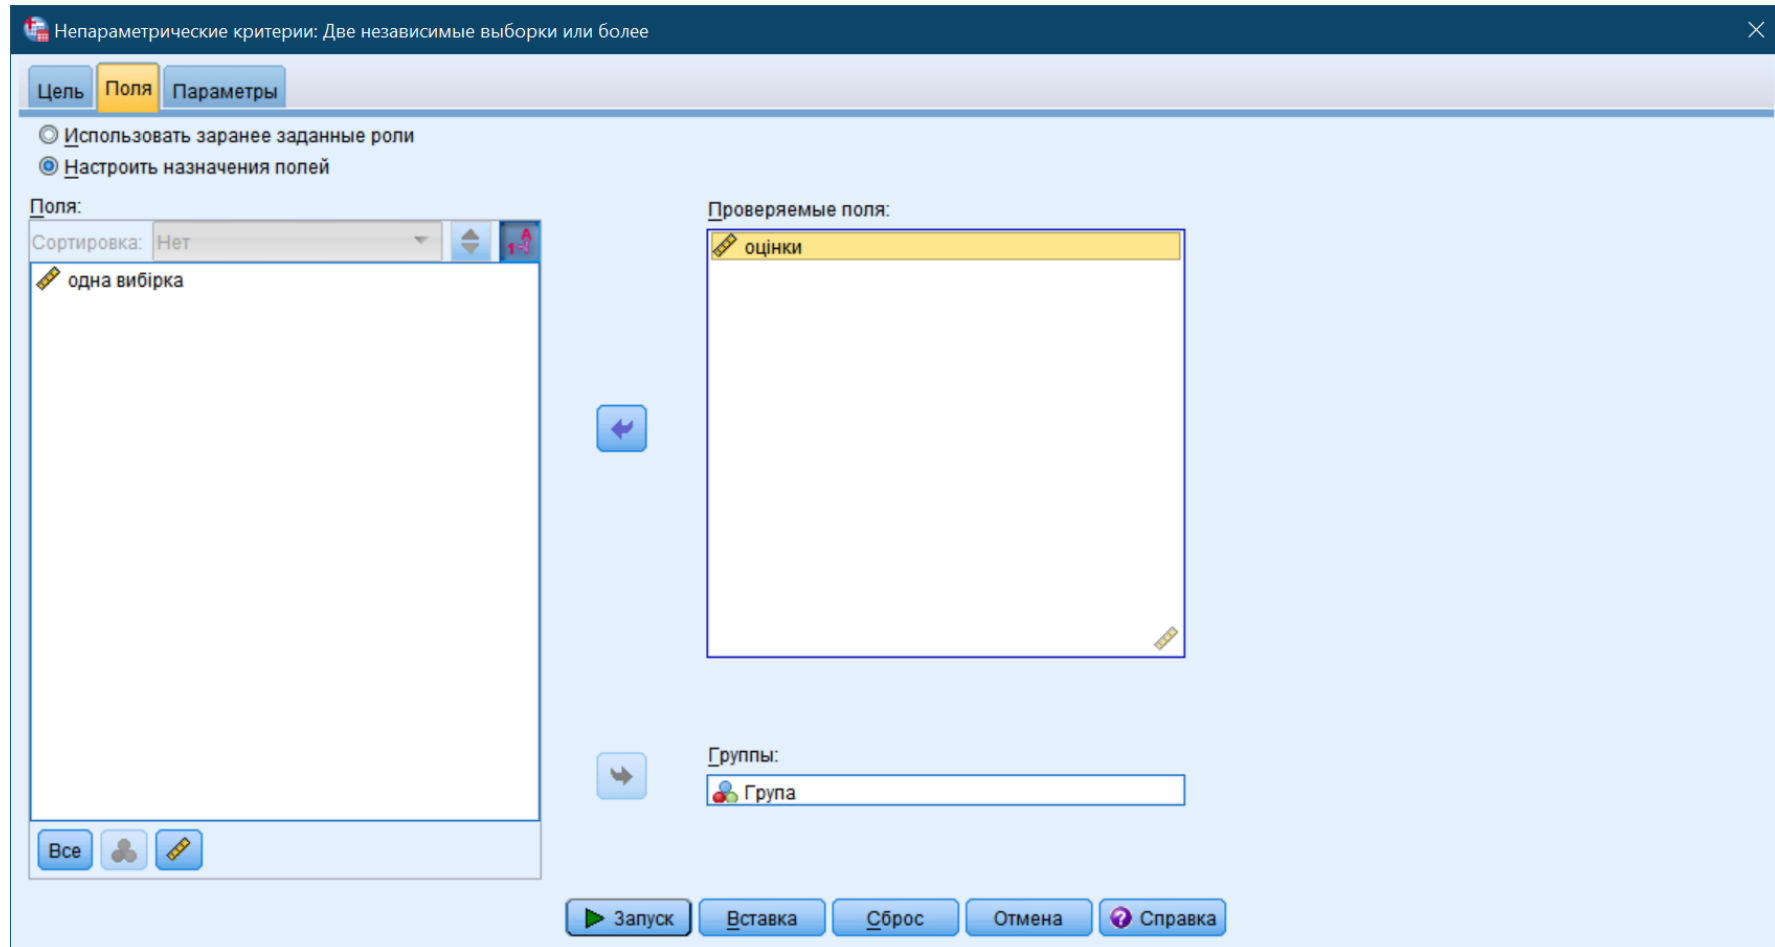 Непараметрические критерии: Две независимые выборки или более
Цель Поля Параметры
Использовать заранее заданные роли
Настроить назначения полей
Поля:
Сортировка: Нет
одна вибірка
Проверяемые поля:
оцінки
Группы:
Група
Все
Запуск Вставка Сброс Отмена Справка